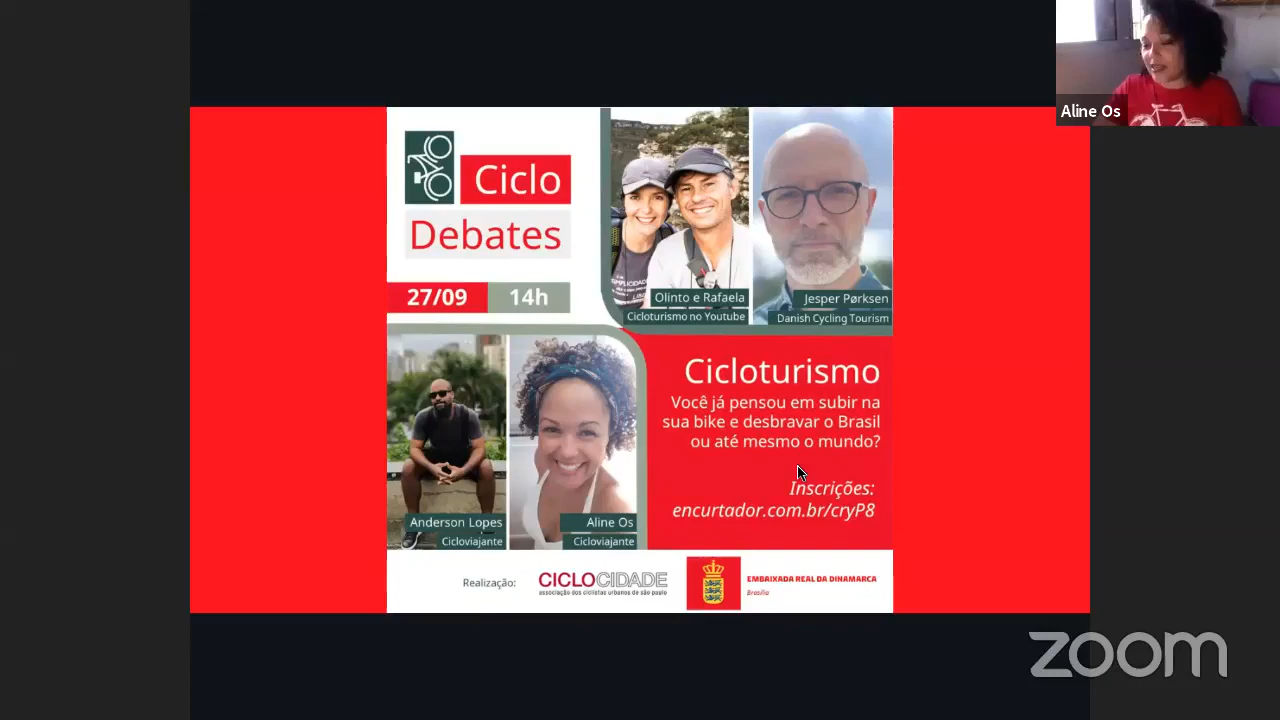 Aline Os
Ciclo
Debates
27/09
14h
Olinto e Rafaela
Cicloturismo no Youtube
Jesper Pørksen
Danish Cycling Tourism
Cicloturismo
Você já pensou em subir na
sua bike e desbravar o Brasil
ou até mesmo o mundo?
Inscrições:
encurtador.com.br/cryP8
Anderson Lopes
Cicloviajante
Aline Os
Cicloviajante
Realização:
CICLOCIDADE
associação dos ciclistas urbanos de são paulo
EMBAIXADA REAL DA DINAMARCA
Brasília
zoom